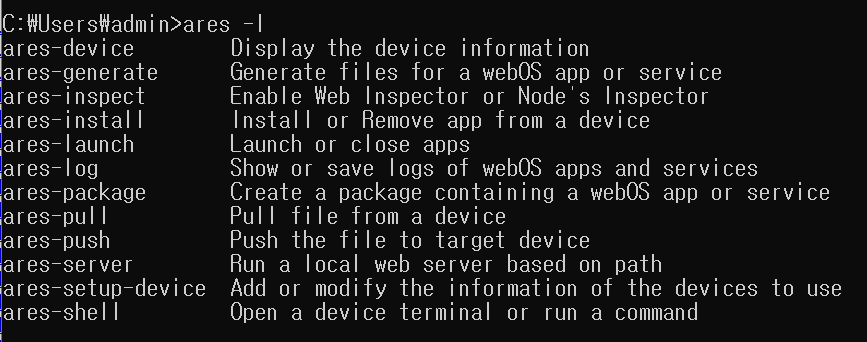 C:₩Users₩admin>ares -l
ares-device Display the device information
ares-generate Generate files for a webOS app or service
ares-inspect Enable Web Inspector or Node's Inspector
ares-install Install or Remove app from a device
ares-launch Launch or close apps
ares-log Show or save logs of webOS apps and services
ares-package Create a package containing a webOS app or service
ares-pull Pull file from a device
ares-push Push the file to target device
ares-server Run a local web server based on path
ares-setup-device Add or modify the information of the devices to use
ares-shell Open a device terminal or run a command